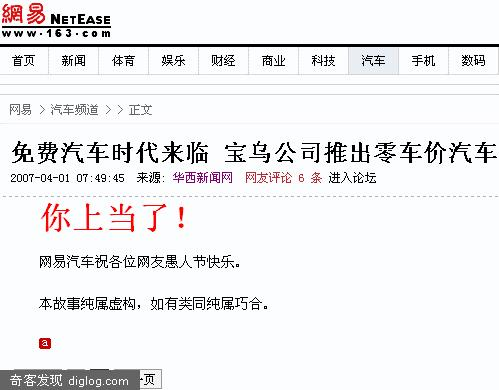 網易 NETEASE
www.163.com
首页 新闻 体育 娱乐 财经 商业 科技 汽车 手机 数码
网易 > 汽车频道 > > 正文
免费汽车时代来临 宝乌公司推出零车价汽车
2007-04-01 07:49:45 来源: 华西新闻网 网友评论 6 条 进入论坛
你上当了！
网易汽车祝各位网友愚人节快乐。
本故事纯属虚构，如有类同纯属巧合。
a
奇客发现 diglog.com 页